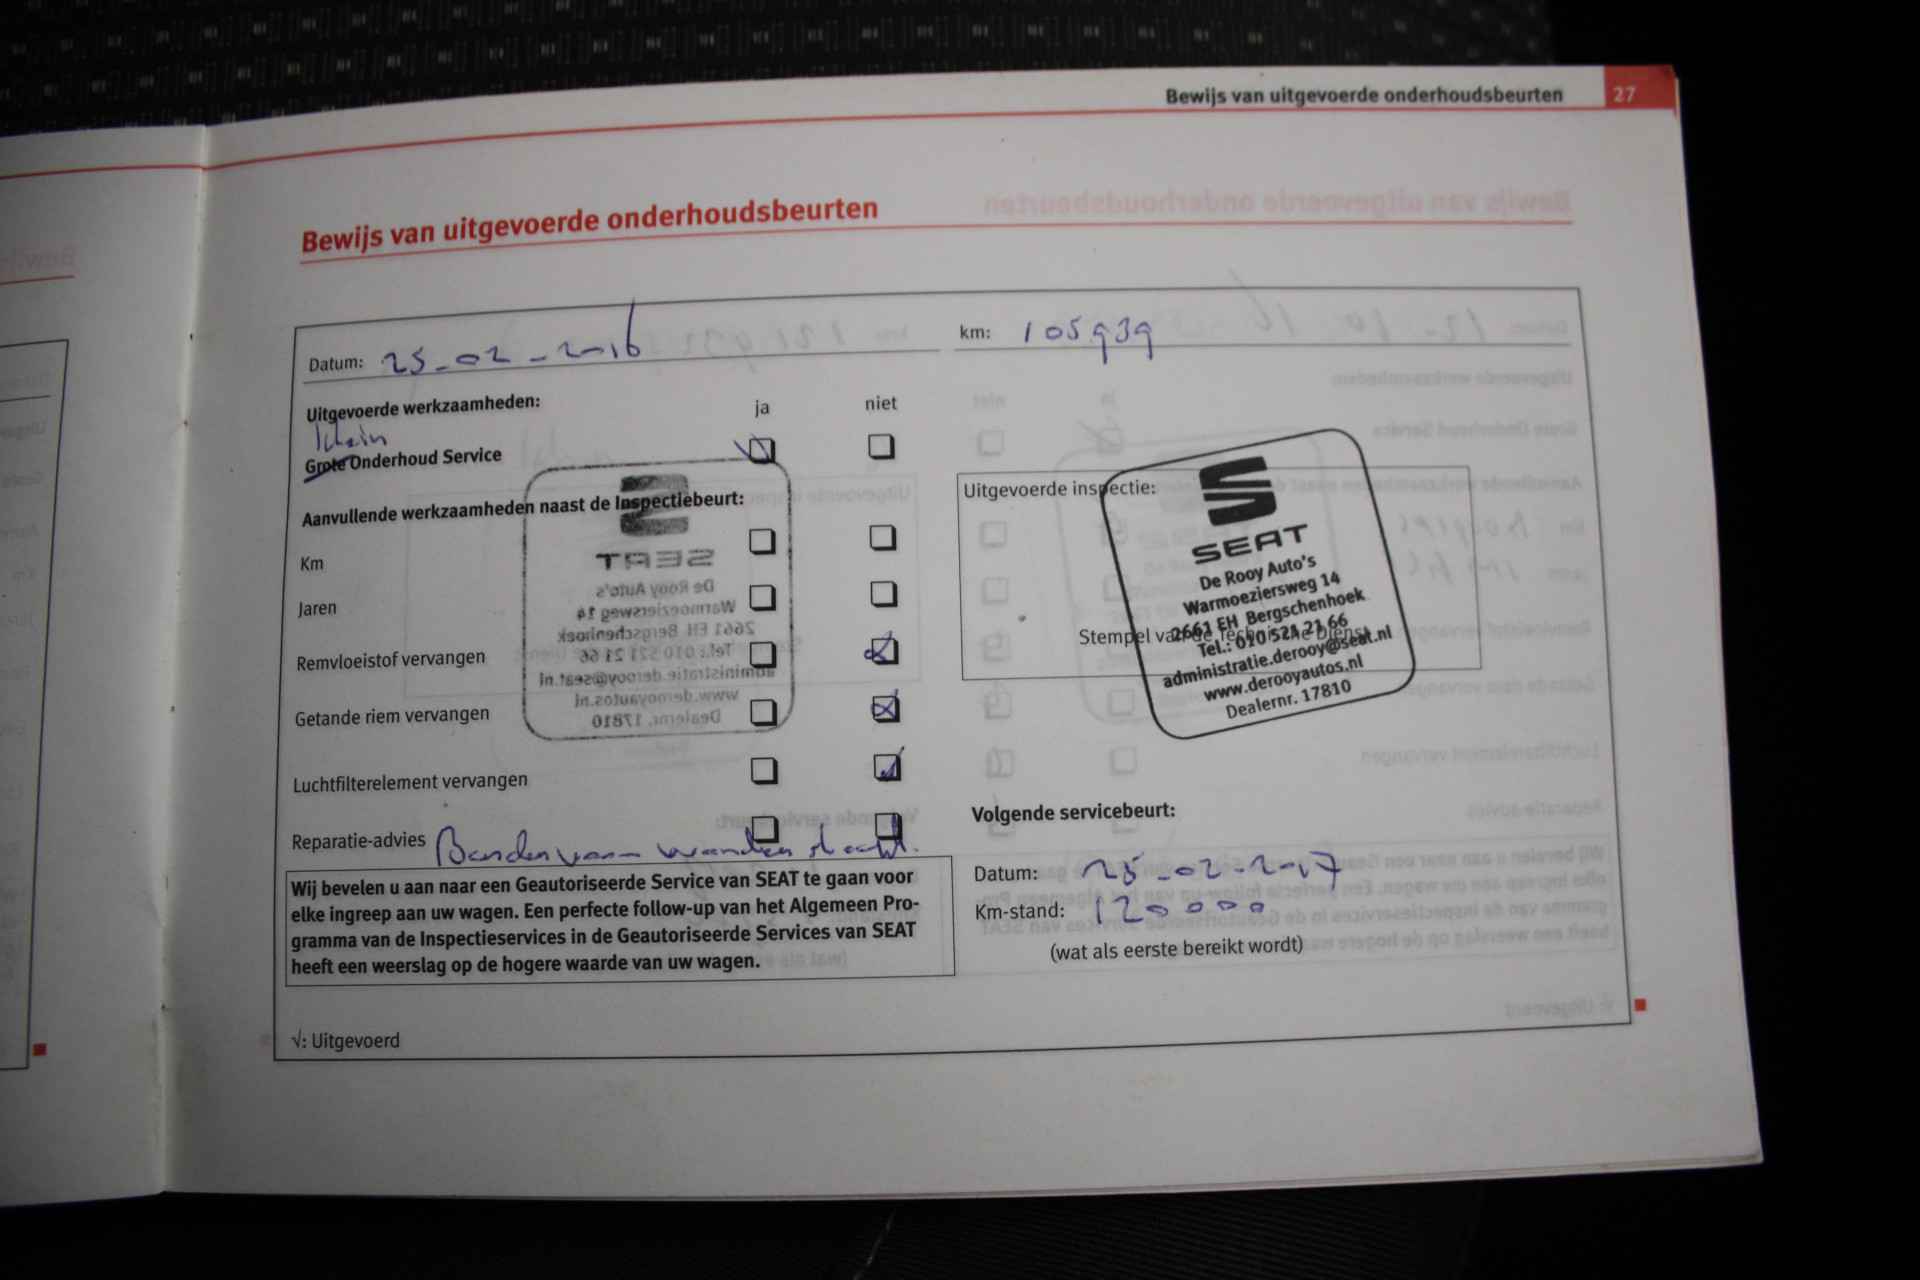 Bewijs van uitgevoerde onderhoudsbeurten 27
Bewijs van uitgevoerde onderhoudsbeurten
Datum: 25-02-2016 km: 105939
Uitgevoerde werkzaamheden: ja niet
Klein
Grote Onderhoud Service
Aanvullende werkzaamheden naast de Inspectiebeurt:
Km
Jaren
Remvloeistof vervangen
Getande riem vervangen
Luchtfilterelement vervangen
Reparatie-advies Banden voor worden slecht.
Wij bevelen u aan naar een Geautoriseerde Service van SEAT te gaan voor
elke ingreep aan uw wagen. Een perfecte follow-up van het Algemeen Pro-
gramma van de Inspectieservices in de Geautoriseerde Services van SEAT
heeft een weerslag op de hogere waarde van uw wagen.
√: Uitgevoerd
Uitgevoerde inspectie:
Stempel van de Technische Dienst
SEAT
De Rooy Auto's
Warmoeziersweg 14
2661 EH Bergschenhoek
Tel.: 010 521 21 66
administratie.derooy@seat.nl
www.derooyautos.nl
Dealernr. 17810
Volgende servicebeurt:
Datum: 25-02-2017
Km-stand: 120000
(wat als eerste bereikt wordt)